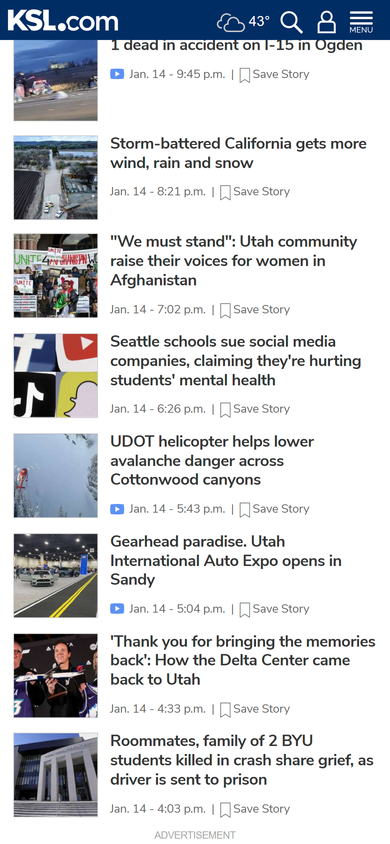 KSL.com
43°
MENU
1 dead in accident on I-15 in Ogden
Jan. 14 - 9:45 p.m. | Save Story
Storm-battered California gets more
wind, rain and snow
Jan. 14 - 8:21 p.m. | Save Story
"We must stand": Utah community
raise their voices for women in
Afghanistan
Jan. 14 - 7:02 p.m. | Save Story
Seattle schools sue social media
companies, claiming they're hurting
students' mental health
Jan. 14 - 6:26 p.m. | Save Story
UDOT helicopter helps lower
avalanche danger across
Cottonwood canyons
Jan. 14 - 5:43 p.m. | Save Story
Gearhead paradise. Utah
International Auto Expo opens in
Sandy
Jan. 14 - 5:04 p.m. | Save Story
'Thank you for bringing the memories
back': How the Delta Center came
back to Utah
Jan. 14 - 4:33 p.m. | Save Story
Roommates, family of 2 BYU
students killed in crash share grief, as
driver is sent to prison
Jan. 14 - 4:03 p.m. | Save Story
ADVERTISEMENT